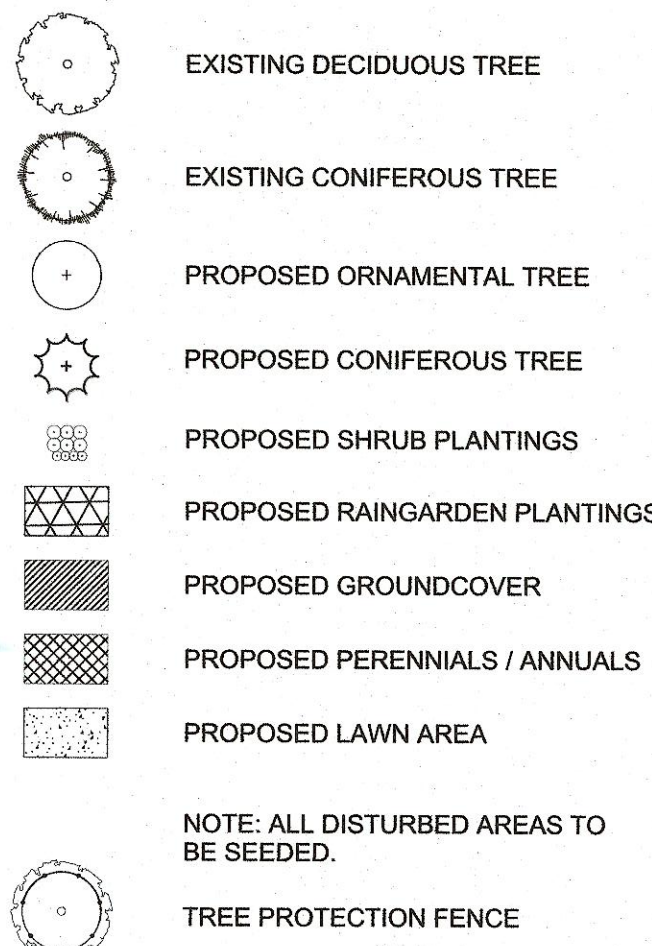 EXISTING DECIDUOUS TREE
EXISTING CONIFEROUS TREE
PROPOSED ORNAMENTAL TREE
PROPOSED CONIFEROUS TREE
PROPOSED SHRUB PLANTINGS
PROPOSED RAINGARDEN PLANTINGS
PROPOSED GROUNDCOVER
PROPOSED PERENNIALS / ANNUALS
PROPOSED LAWN AREA
NOTE: ALL DISTURBED AREAS TO
BE SEEDED.
TREE PROTECTION FENCE